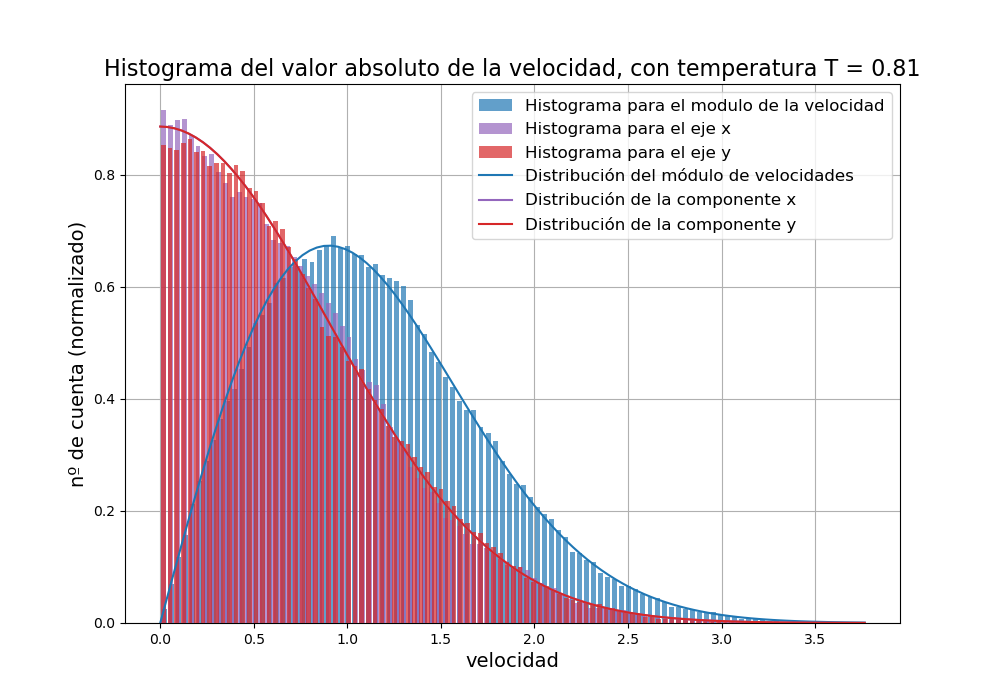 Histograma del valor absoluto de la velocidad, con temperatura T = 0.81
Histograma para el modulo de la velocidad
Histograma para el eje x
Histograma para el eje y
Distribución del módulo de velocidades
Distribución de la componente x
Distribución de la componente y
nº de cuenta (normalizado)
0.8
0.6
0.4
0.2
0.0
0.0 0.5 1.0 1.5 2.0 2.5 3.0 3.5
velocidad